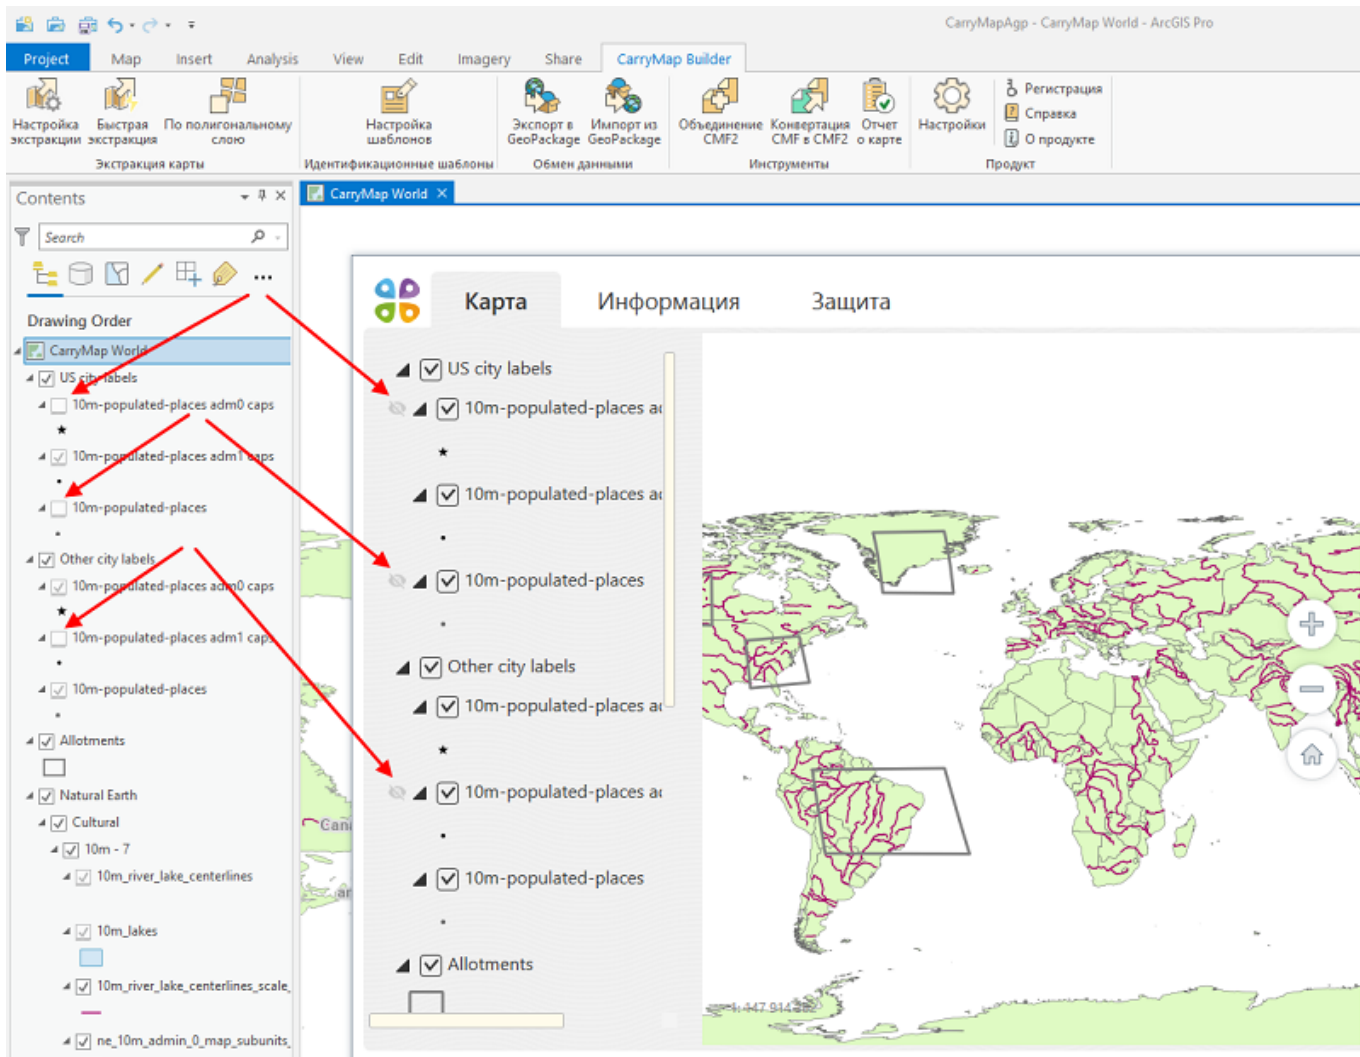 CarryMapAgp - CarryMap World - ArcGIS Pro
Project Map Insert Analysis View Edit Imagery Share CarryMap Builder
Настройка экстракции
Быстрая экстракция
По полигональному слою
Экстракция карты
Настройка шаблонов
Идентификационные шаблоны
Экспорт в GeoPackage
Импорт из GeoPackage
Обмен данными
Объединение CMF2
Конвертация CMF в CMF2
Отчет о карте
Инструменты
Настройки
Регистрация
Справка
О продукте
Продукт
Contents
Search
Drawing Order
CarryMap World
US city labels
10m-populated-places adm0 caps
10m-populated-places adm1 caps
10m-populated-places
Other city labels
10m-populated-places adm0 caps
10m-populated-places adm1 caps
10m-populated-places
Allotments
Natural Earth
Cultural
10m - 7
10m_river_lake_centerlines
10m_lakes
10m_river_lake_centerlines_scale_
ne_10m_admin_0_map_subunits_
CarryMap World
Карта Информация Защита
US city labels
10m-populated-places ad
10m-populated-places ad
10m-populated-places
Other city labels
10m-populated-places ad
10m-populated-places ad
10m-populated-places
Allotments
Cana